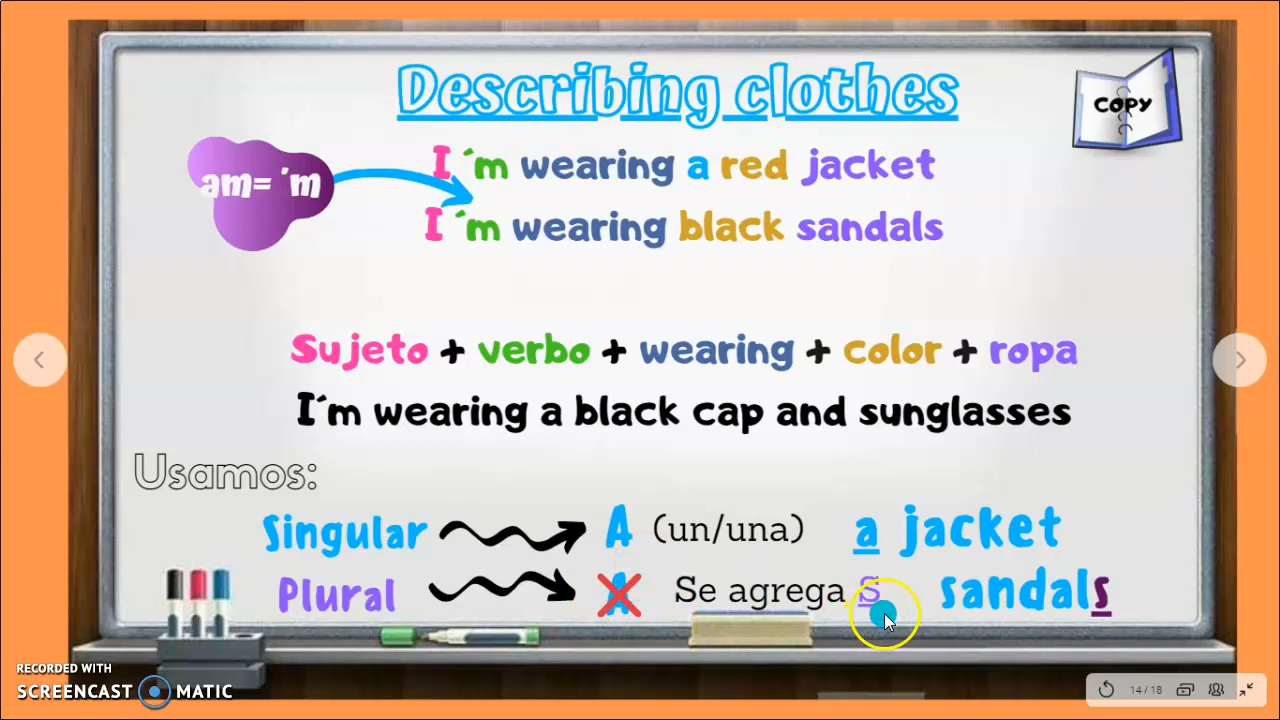 Describing clothes
COPY
am= ´m
I ´m wearing a red jacket
I ´m wearing black sandals
Sujeto + verbo + wearing + color + ropa
I´m wearing a black cap and sunglasses
Usamos:
Singular A (un/una) a jacket
Plural A Se agrega S sandals
RECORDED WITH
SCREENCAST MATIC
14/18